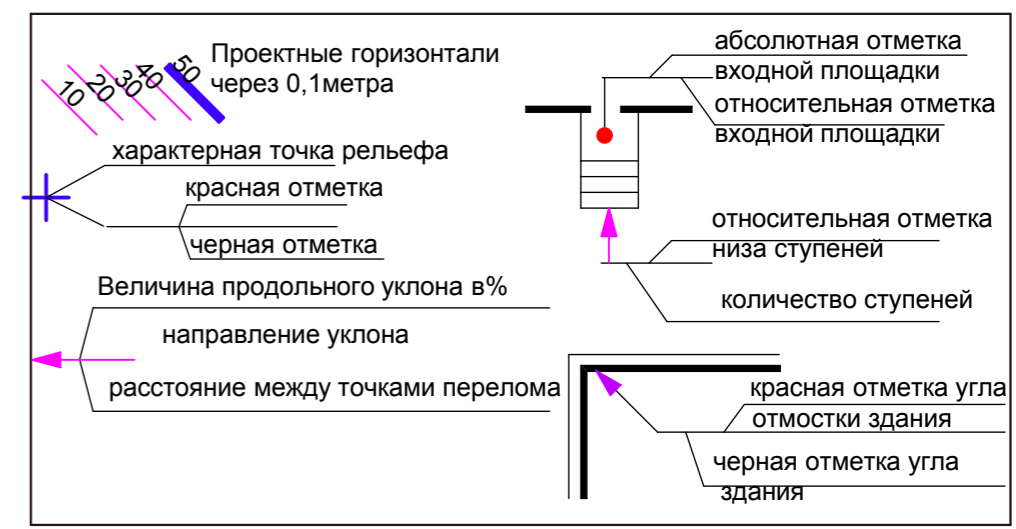 10
20
30
40
50
Проектные горизонтали
через 0,1метра
характерная точка рельефа
красная отметка
черная отметка
Величина продольного уклона в%
направление уклона
расстояние между точками перелома
абсолютная отметка
входной площадки
относительная отметка
входной площадки
относительная отметка
низа ступеней
количество ступеней
красная отметка угла
отмостки здания
черная отметка угла
здания